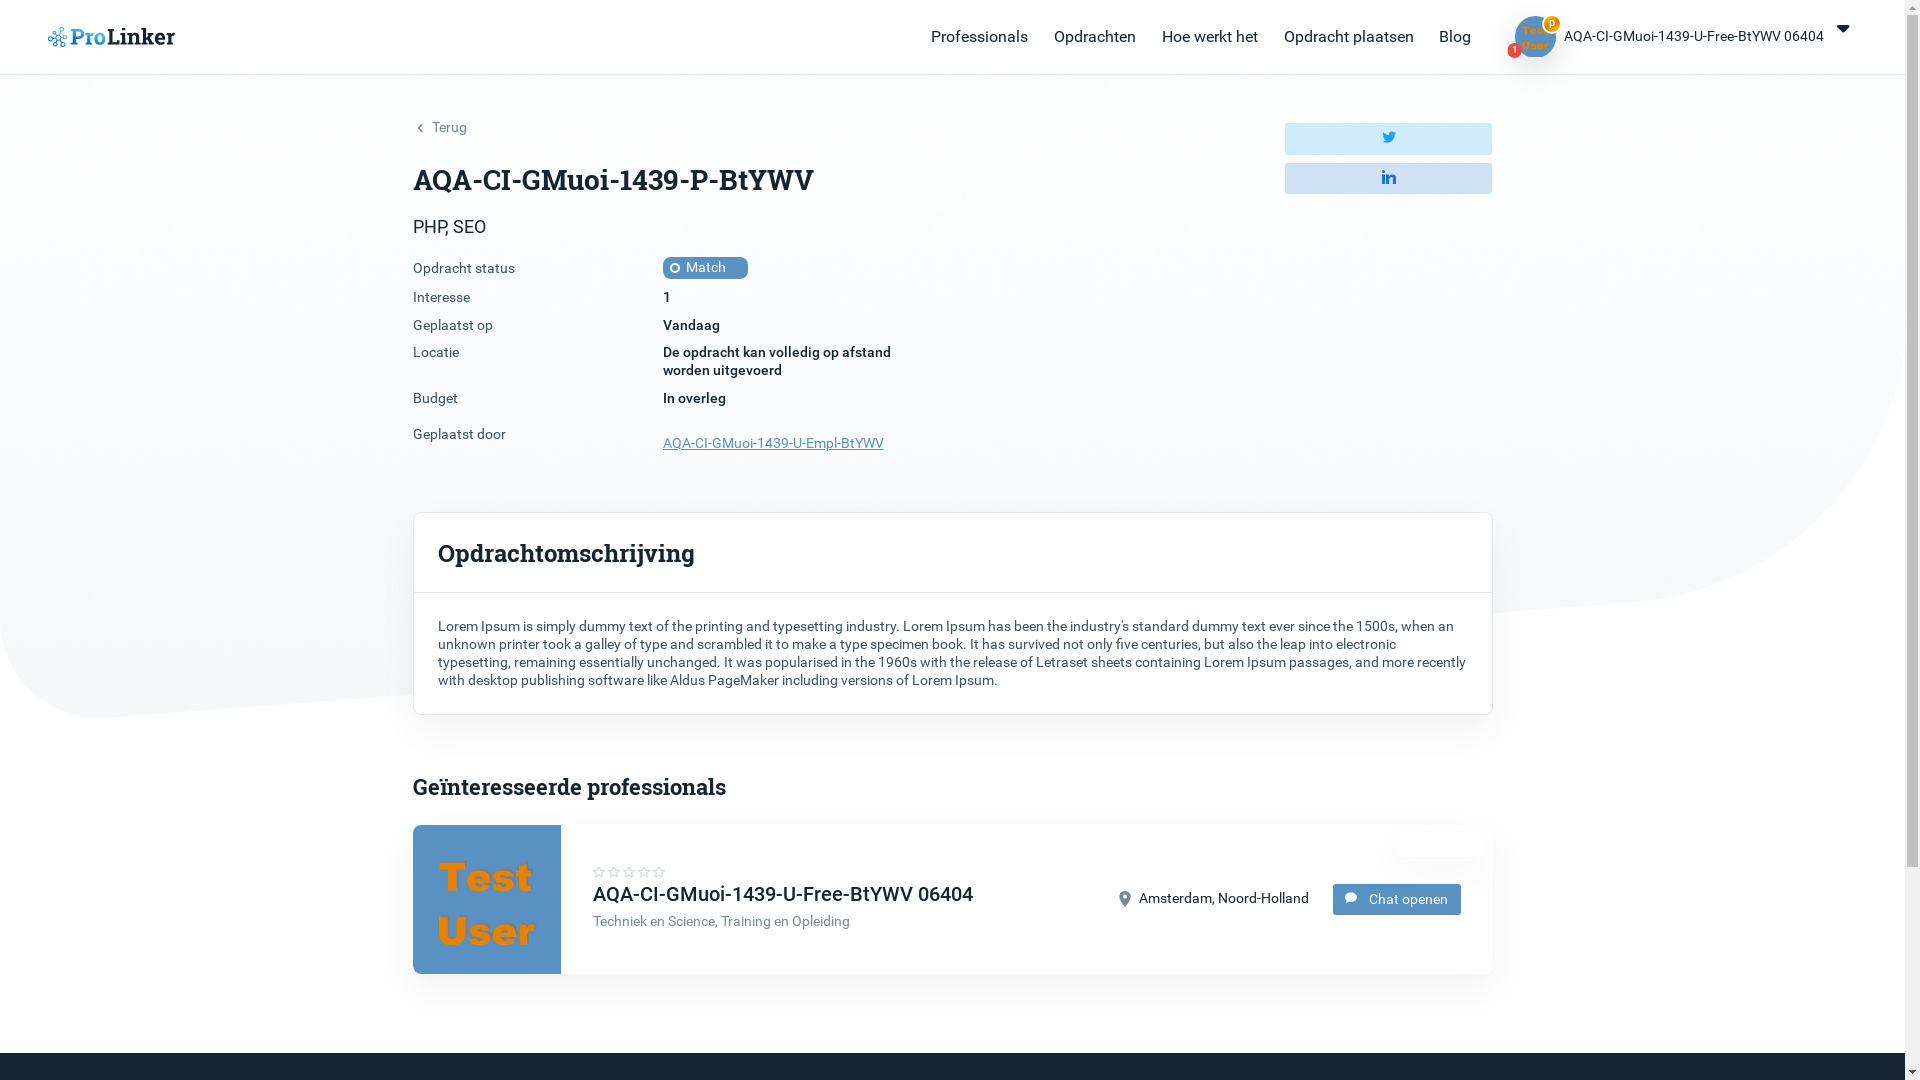 ProLinker
Professionals
Opdrachten
Hoe werkt het
Opdracht plaatsen
Blog
Test
User
p
1
AQA-CI-GMuoi-1439-U-Free-BtYWV 06404
Terug
in
AQA-CI-GMuoi-1439-P-BtYWV
PHP, SEO
Opdracht status
Match
Interesse
1
Geplaatst op
Vandaag
Locatie
De opdracht kan volledig op afstand
worden uitgevoerd
Budget
In overleg
Geplaatst door
AQA-CI-GMuoi-1439-U-Empl-BtYWV
Opdrachtomschrijving
Lorem Ipsum is simply dummy text of the printing and typesetting industry. Lorem Ipsum has been the industry's standard dummy text ever since the 1500s, when an
unknown printer took a galley of type and scrambled it to make a type specimen book. It has survived not only five centuries, but also the leap into electronic
typesetting, remaining essentially unchanged. It was popularised in the 1960s with the release of Letraset sheets containing Lorem Ipsum passages, and more recently
with desktop publishing software like Aldus PageMaker including versions of Lorem Ipsum.
Geïnteresseerde professionals
Test
User
AQA-CI-GMuoi-1439-U-Free-BtYWV 06404
Techniek en Science, Training en Opleiding
Amsterdam, Noord-Holland
Chat openen